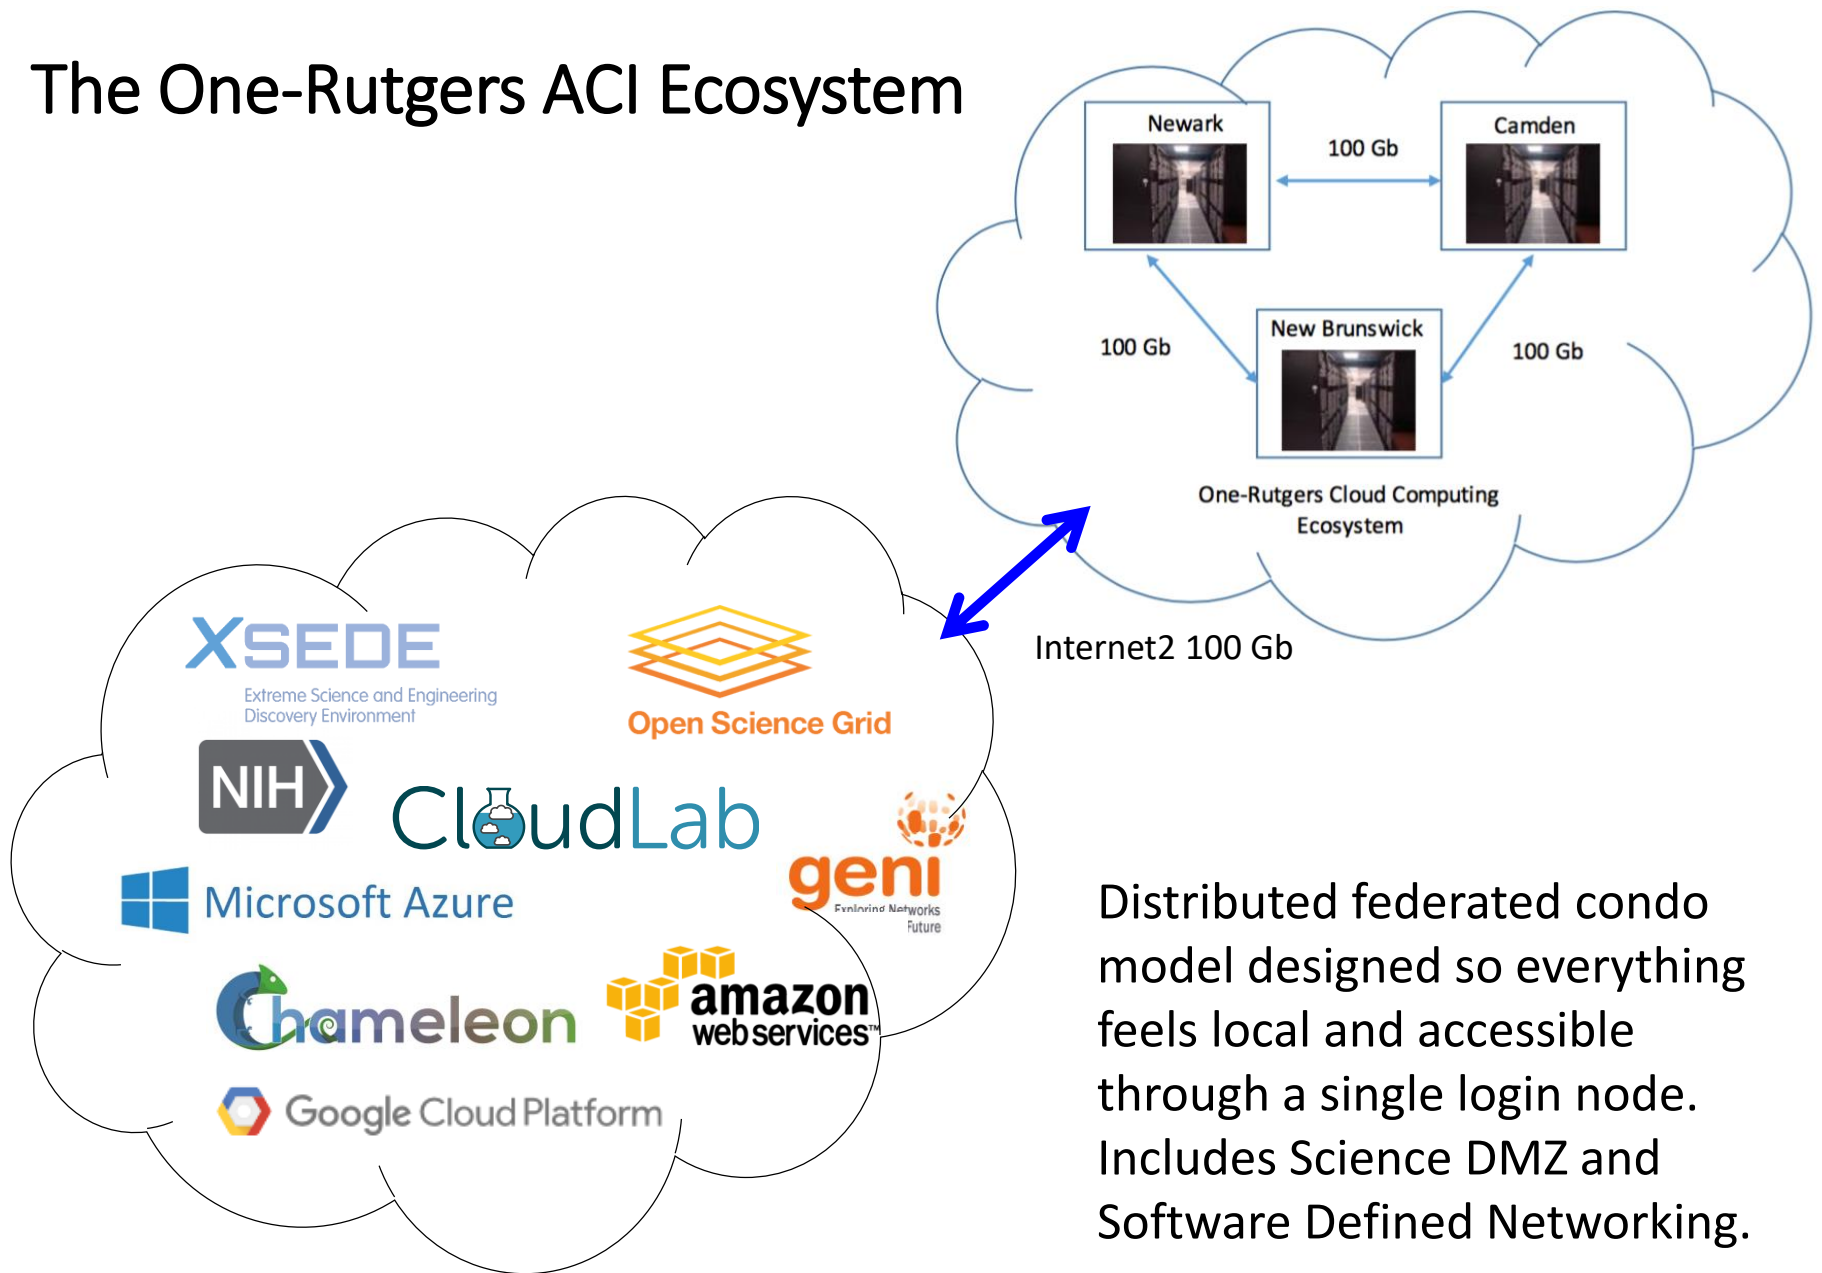 The One-Rutgers ACI Ecosystem
Newark
Camden
100 Gb
New Brunswick
100 Gb
100 Gb
One-Rutgers Cloud Computing
Ecosystem
Internet2 100 Gb
XSEDE
Extreme Science and Engineering
Discovery Environment
Open Science Grid
NIH
CloudLab
geni
Exploring Networks
Future
Microsoft Azure
Chameleon
amazon
web services™
Google Cloud Platform
Distributed federated condo
model designed so everything
feels local and accessible
through a single login node.
Includes Science DMZ and
Software Defined Networking.